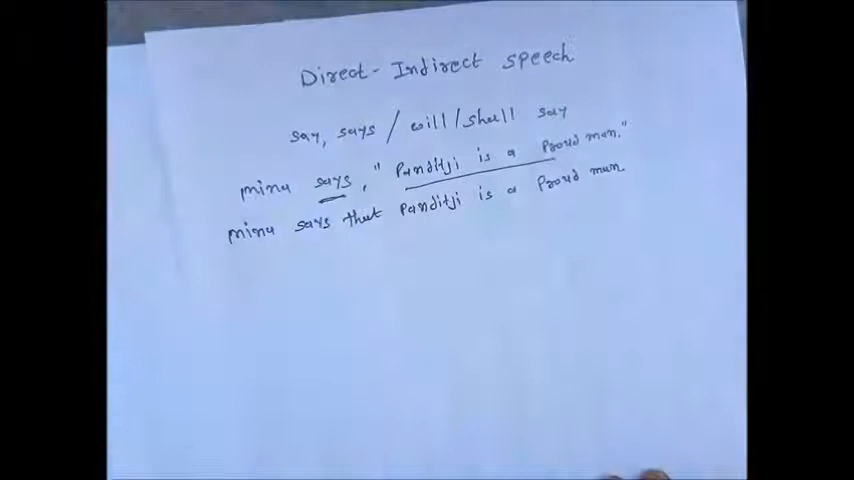 Direct - Indirect speech
say, says / will / shall say
minu says, "Panditji is a Proud man."
minu says that Panditji is a Proud man.